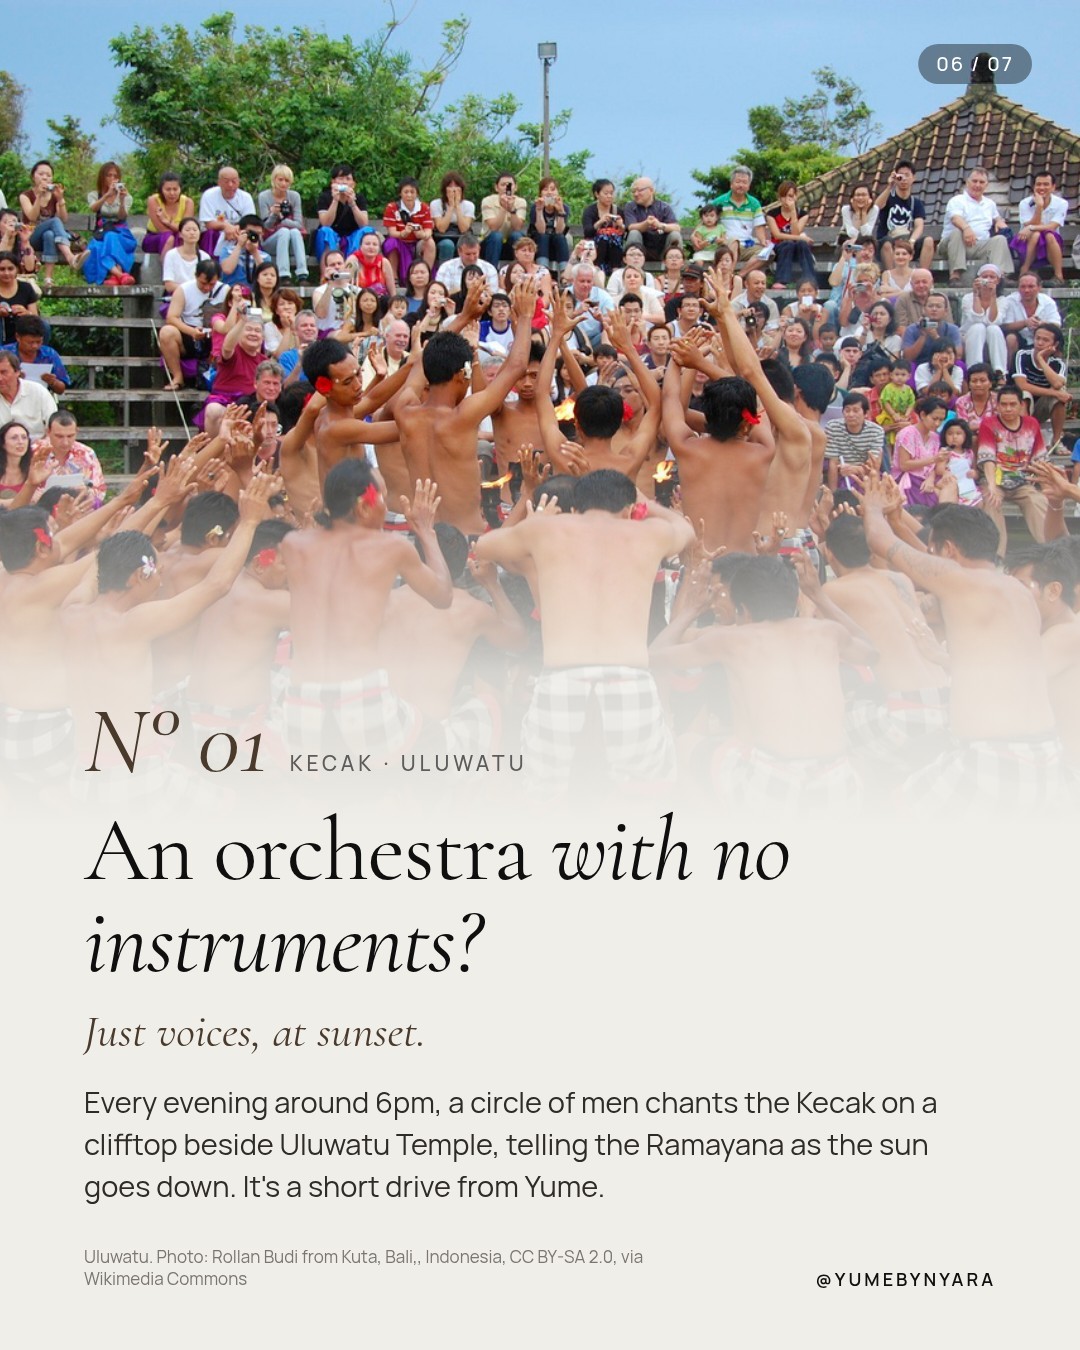 06 / 07
Nº 01 KECAK · ULUWATU
An orchestra with no
instruments?
Just voices, at sunset.
Every evening around 6pm, a circle of men chants the Kecak on a
clifftop beside Uluwatu Temple, telling the Ramayana as the sun
goes down. It's a short drive from Yume.
Uluwatu. Photo: Rollan Budi from Kuta, Bali,, Indonesia, CC BY-SA 2.0, via
Wikimedia Commons
@YUMEBYNYARA